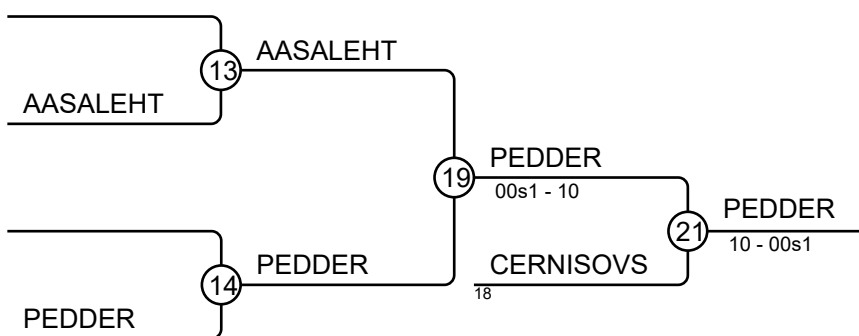 AASALEHT
13
AASALEHT
PEDDER
19
00s1 - 10
PEDDER
21
10 - 00s1
PEDDER
14
CERNISOVS
18
PEDDER